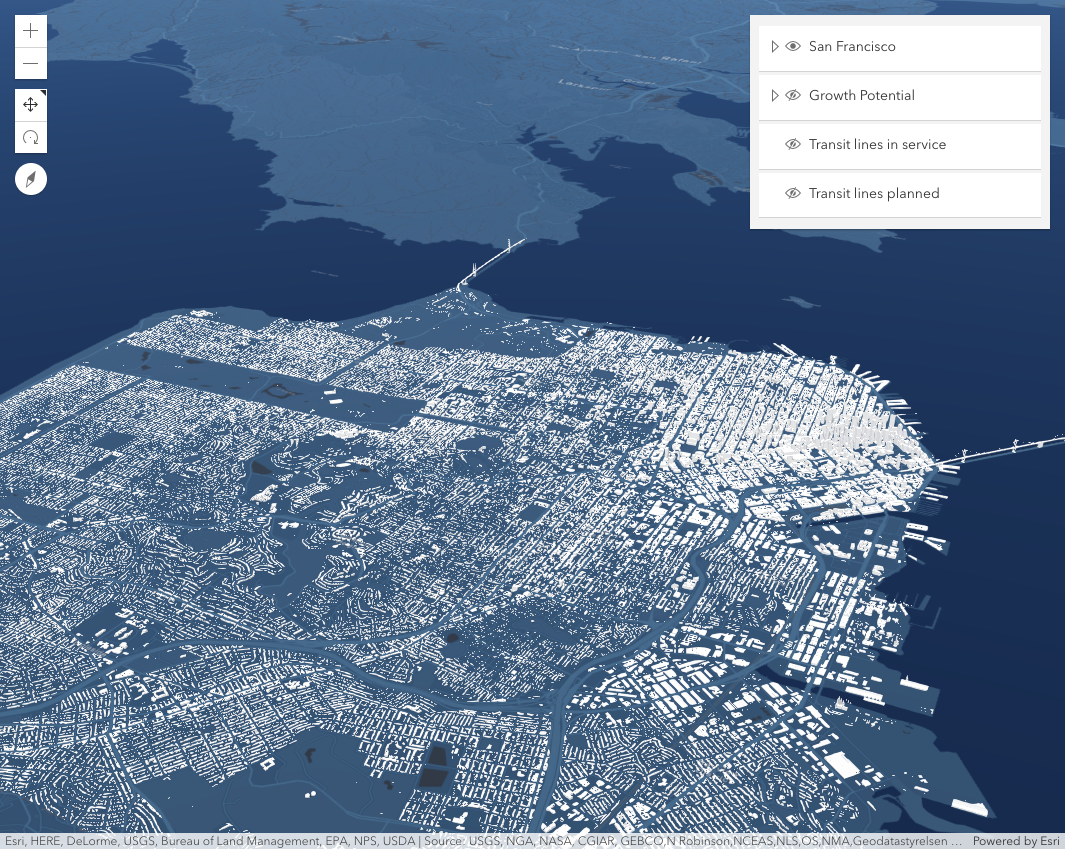 San Francisco
Growth Potential
Transit lines in service
Transit lines planned
Esri, HERE, DeLorme, USGS, Bureau of Land Management, EPA, NPS, USDA | Source: USGS, NGA, NASA, CGIAR, GEBCO,N Robinson,NCEAS,NLS,OS,NMA,Geodatastyrelsen ... Powered by Esri